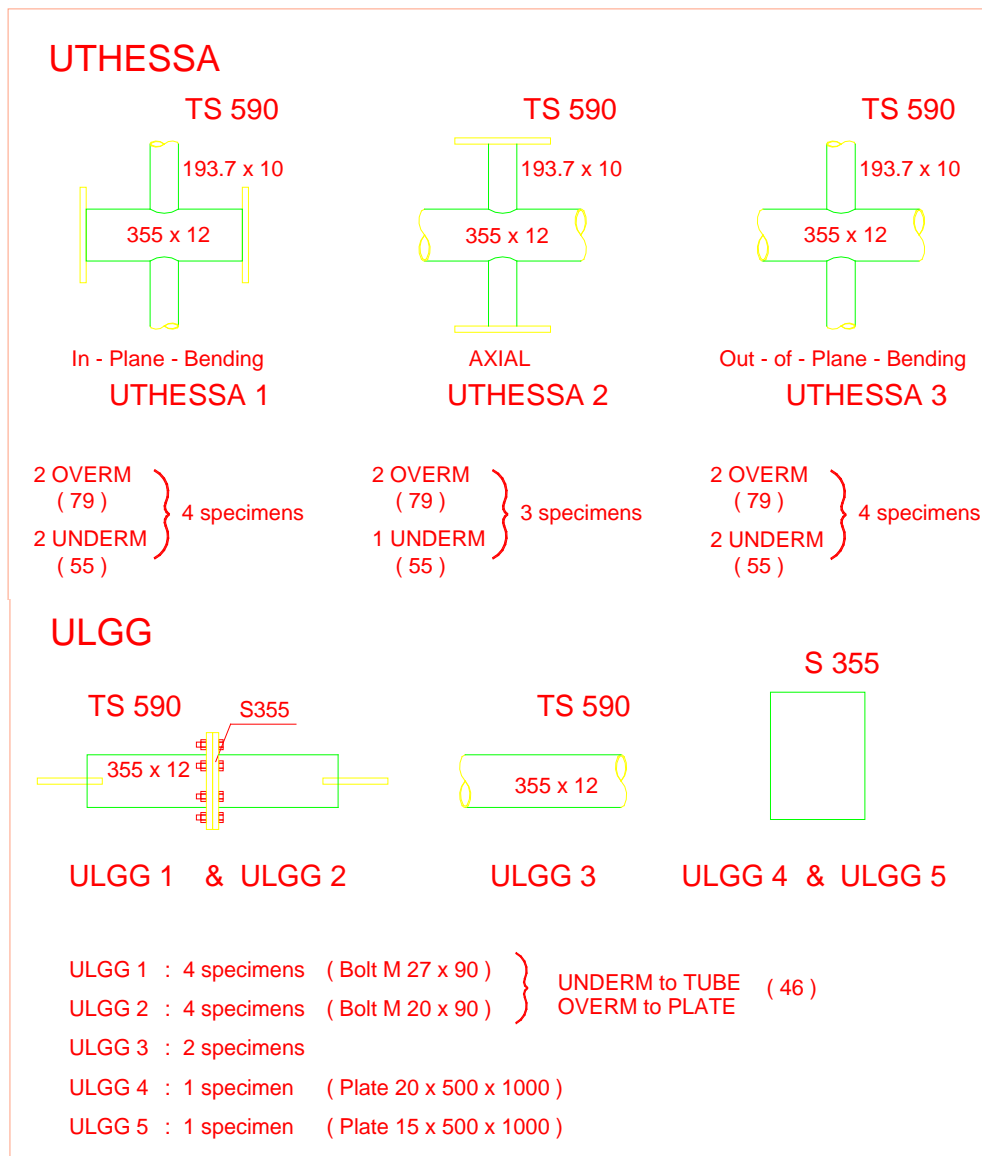 UTHESSA
TS 590
193.7 x 10
355 x 12
In - Plane - Bending
UTHESSA 1
TS 590
193.7 x 10
355 x 12
AXIAL
UTHESSA 2
TS 590
193.7 x 10
355 x 12
Out - of - Plane - Bending
UTHESSA 3
2 OVERM
( 79 )
2 UNDERM
( 55 )
4 specimens
2 OVERM
( 79 )
1 UNDERM
( 55 )
3 specimens
2 OVERM
( 79 )
2 UNDERM
( 55 )
4 specimens
ULGG
TS 590
S355
355 x 12
ULGG 1 & ULGG 2
TS 590
355 x 12
ULGG 3
S 355
ULGG 4 & ULGG 5
ULGG 1 : 4 specimens ( Bolt M 27 x 90 )
ULGG 2 : 4 specimens ( Bolt M 20 x 90 )
UNDERM to TUBE
OVERM to PLATE
( 46 )
ULGG 3 : 2 specimens
ULGG 4 : 1 specimen ( Plate 20 x 500 x 1000 )
ULGG 5 : 1 specimen ( Plate 15 x 500 x 1000 )